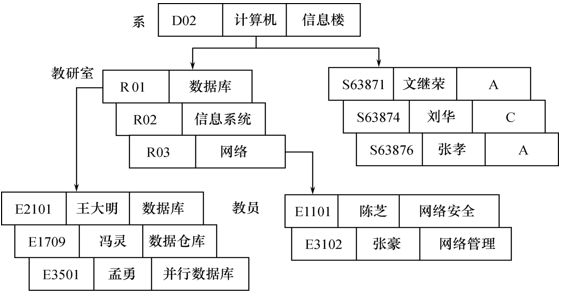 系 D02 计算机 信息楼
教研室
R01 数据库
R02 信息系统
R03 网络
S63871 文继荣 A
S63874 刘华 C
S63876 张孝 A
教员
E2101 王大明 数据库
E1709 冯灵 数据仓库
E3501 孟勇 并行数据库
E1101 陈芝 网络安全
E3102 张豪 网络管理